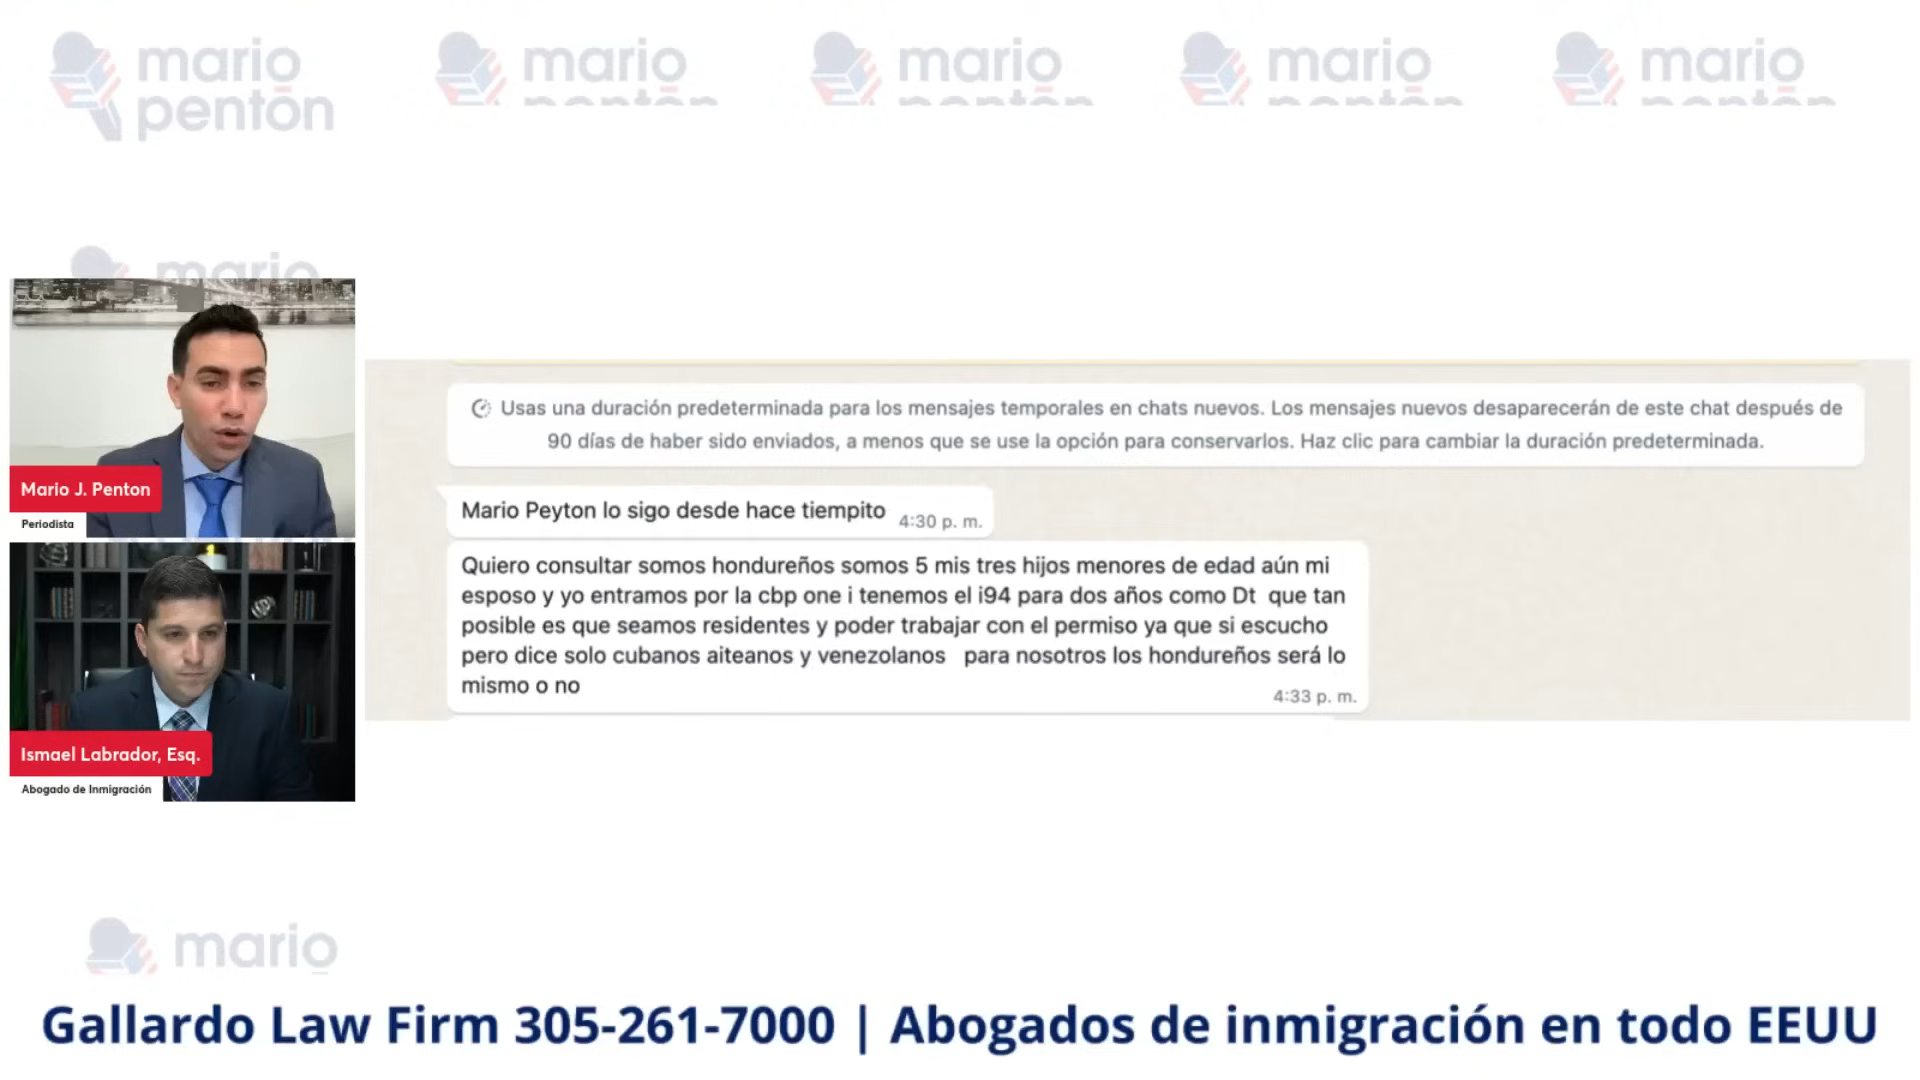 mario
pentón
mario
mario
mario
mario
mario
Mario J. Penton
Periodista
Ismael Labrador, Esq.
Abogado de Inmigración
Usas una duración predeterminada para los mensajes temporales en chats nuevos. Los mensajes nuevos desaparecerán de este chat después de
90 días de haber sido enviados, a menos que se use la opción para conservarlos. Haz clic para cambiar la duración predeterminada.
Mario Peyton lo sigo desde hace tiempito 4:30 p. m.
Quiero consultar somos hondureños somos 5 mis tres hijos menores de edad aún mi
esposo y yo entramos por la cbp one i tenemos el i94 para dos años como Dt que tan
posible es que seamos residentes y poder trabajar con el permiso ya que si escucho
pero dice solo cubanos aiteanos y venezolanos para nosotros los hondureños será lo
mismo o no
4:33 p. m.
mario
Gallardo Law Firm 305-261-7000 | Abogados de inmigración en todo EEUU